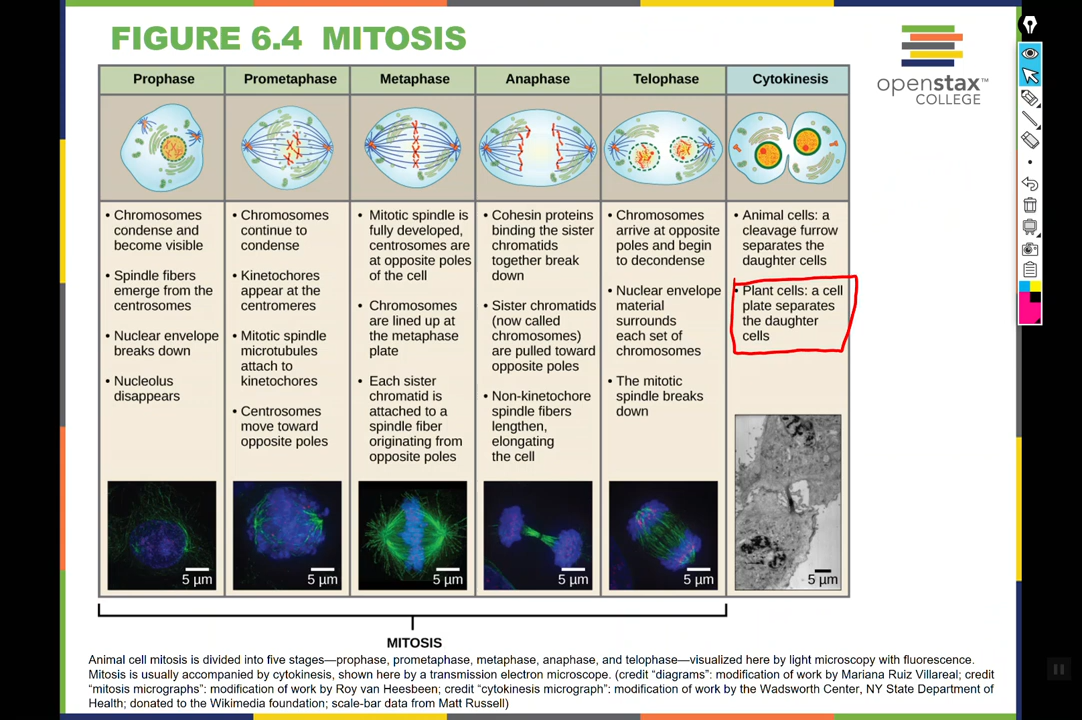 FIGURE 6.4 MITOSIS
openstax™
COLLEGE
Prophase
Prometaphase
Metaphase
Anaphase
Telophase
Cytokinesis
• Chromosomes
condense and
become visible
• Spindle fibers
emerge from the
centrosomes
• Nuclear envelope
breaks down
• Nucleolus
disappears
• Chromosomes
continue to
condense
• Kinetochores
appear at the
centromeres
• Mitotic spindle
microtubules
attach to
kinetochores
• Centrosomes
move toward
opposite poles
• Mitotic spindle is
fully developed,
centrosomes are
at opposite poles
of the cell
• Chromosomes
are lined up at
the metaphase
plate
• Each sister
chromatid is
attached to a
spindle fiber
originating from
opposite poles
• Cohesin proteins
binding the sister
chromatids
together break
down
• Sister chromatids
(now called
chromosomes)
are pulled toward
opposite poles
• Non-kinetochore
spindle fibers
lengthen,
elongating
the cell
• Chromosomes
arrive at opposite
poles and begin
to decondense
• Nuclear envelope
material
surrounds
each set of
chromosomes
• The mitotic
spindle breaks
down
• Animal cells: a
cleavage furrow
separates the
daughter cells
• Plant cells: a cell
plate separates
the daughter
cells
5 µm
5 µm
5 µm
5 µm
5 µm
5 µm
MITOSIS
Animal cell mitosis is divided into five stages—prophase, prometaphase, metaphase, anaphase, and telophase—visualized here by light microscopy with fluorescence.
Mitosis is usually accompanied by cytokinesis, shown here by a transmission electron microscope. (credit “diagrams”: modification of work by Mariana Ruiz Villareal; credit
“mitosis micrographs”: modification of work by Roy van Heesbeen; credit “cytokinesis micrograph”: modification of work by the Wadsworth Center, NY State Department of
Health; donated to the Wikimedia foundation; scale-bar data from Matt Russell)